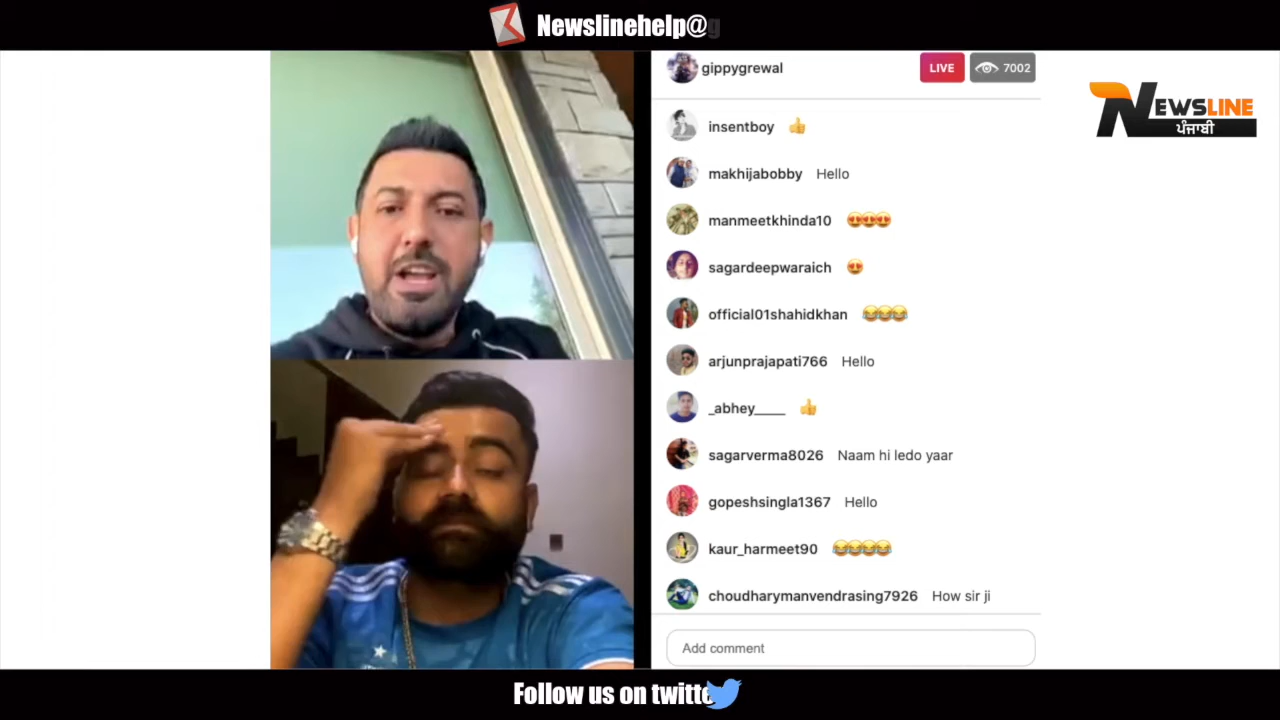 Newslinehelp@g
gippygrewal
LIVE
7002
NEWSLINE
ਪੰਜਾਬੀ
insentboy 👍
makhijabobby Hello
manmeetkhinda10 😍😍😍
sagardeepwaraich 😍
official01shahidkhan 😂😂😂
arjunprajapati766 Hello
_abhey_____ 👍
sagarverma8026 Naam hi ledo yaar
gopeshsingla1367 Hello
kaur_harmeet90 😂😂😂😂
choudharymanvendrasing7926 How sir ji
Add comment
Follow us on twitte